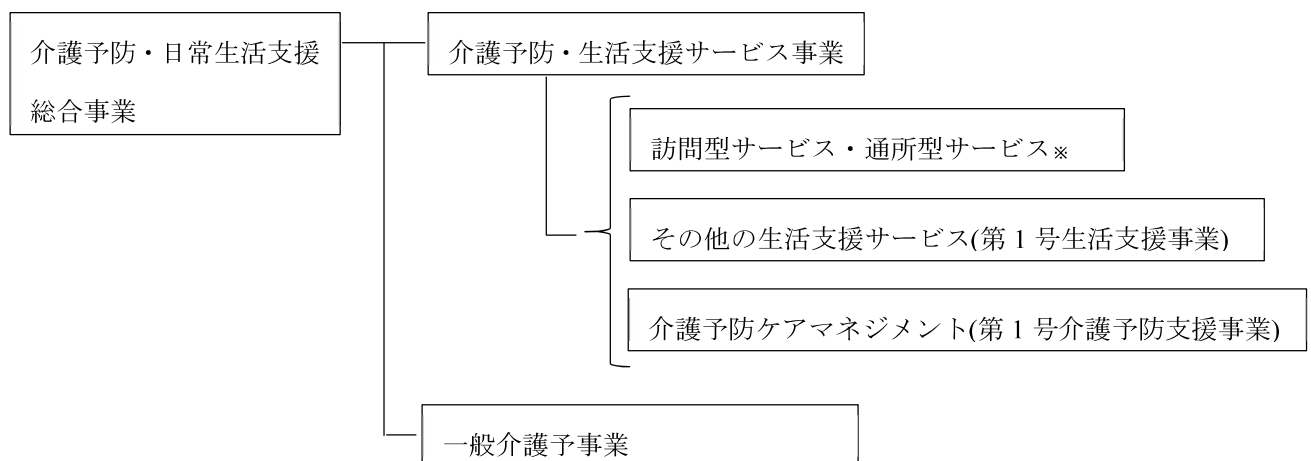 介護予防・日常生活支援
総合事業
介護予防・生活支援サービス事業
訪問型サービス・通所型サービス※
その他の生活支援サービス(第1号生活支援事業)
介護予防ケアマネジメント(第1号介護予防支援事業)
一般介護予事業